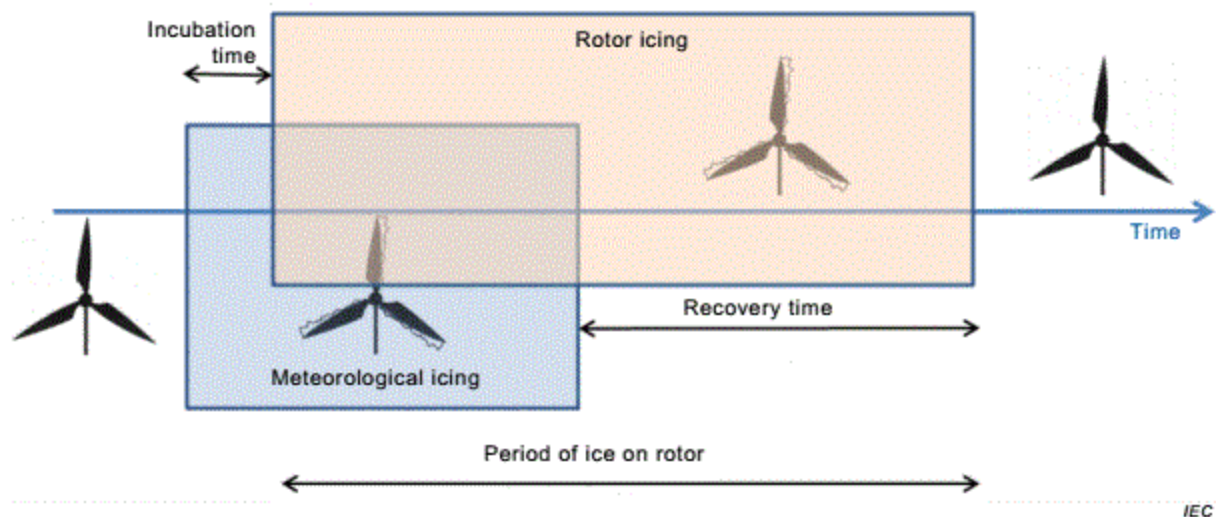 Incubation
time
Rotor icing
Time
Recovery time
Meteorological icing
Period of ice on rotor
IEC